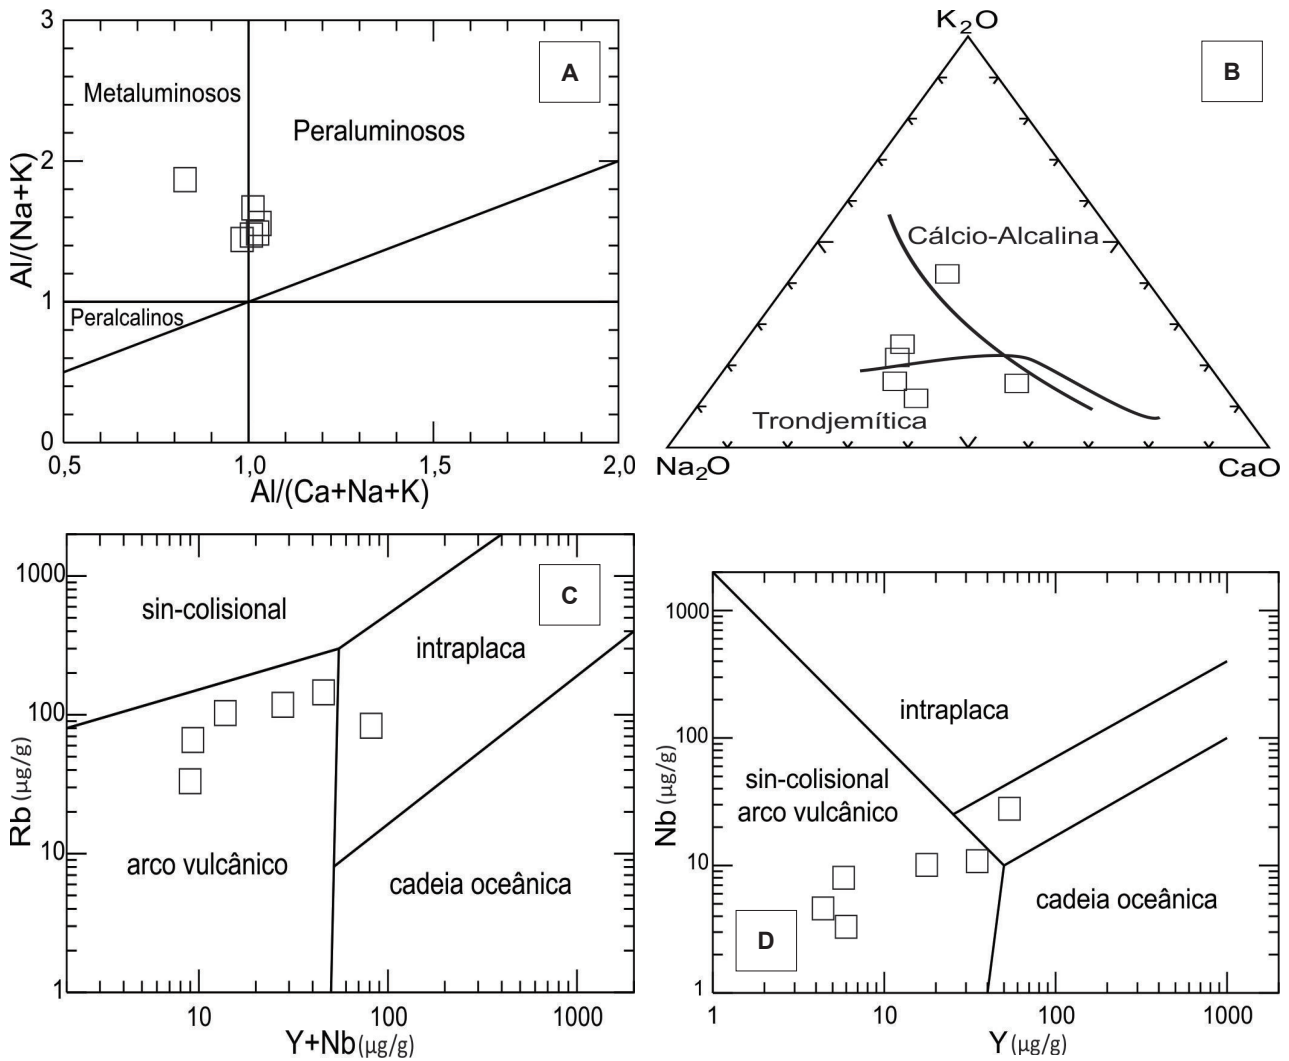 3
2
1
0
0,5
1,0
1,5
2,0
Al/(Na+K)
Al/(Ca+Na+K)
A
Metaluminosos
Peraluminosos
Peralcalinos
K2O
B
Cálcio-Alcalina
Trondjemítica
Na2O
CaO
1000
100
10
1
10
100
1000
Rb(µg/g)
Y+Nb(µg/g)
C
sin-colisional
intraplaca
arco vulcânico
cadeia oceânica
1000
100
10
1
1
10
100
1000
Nb(µg/g)
Y(µg/g)
intraplaca
sin-colisional
arco vulcânico
cadeia oceânica
D